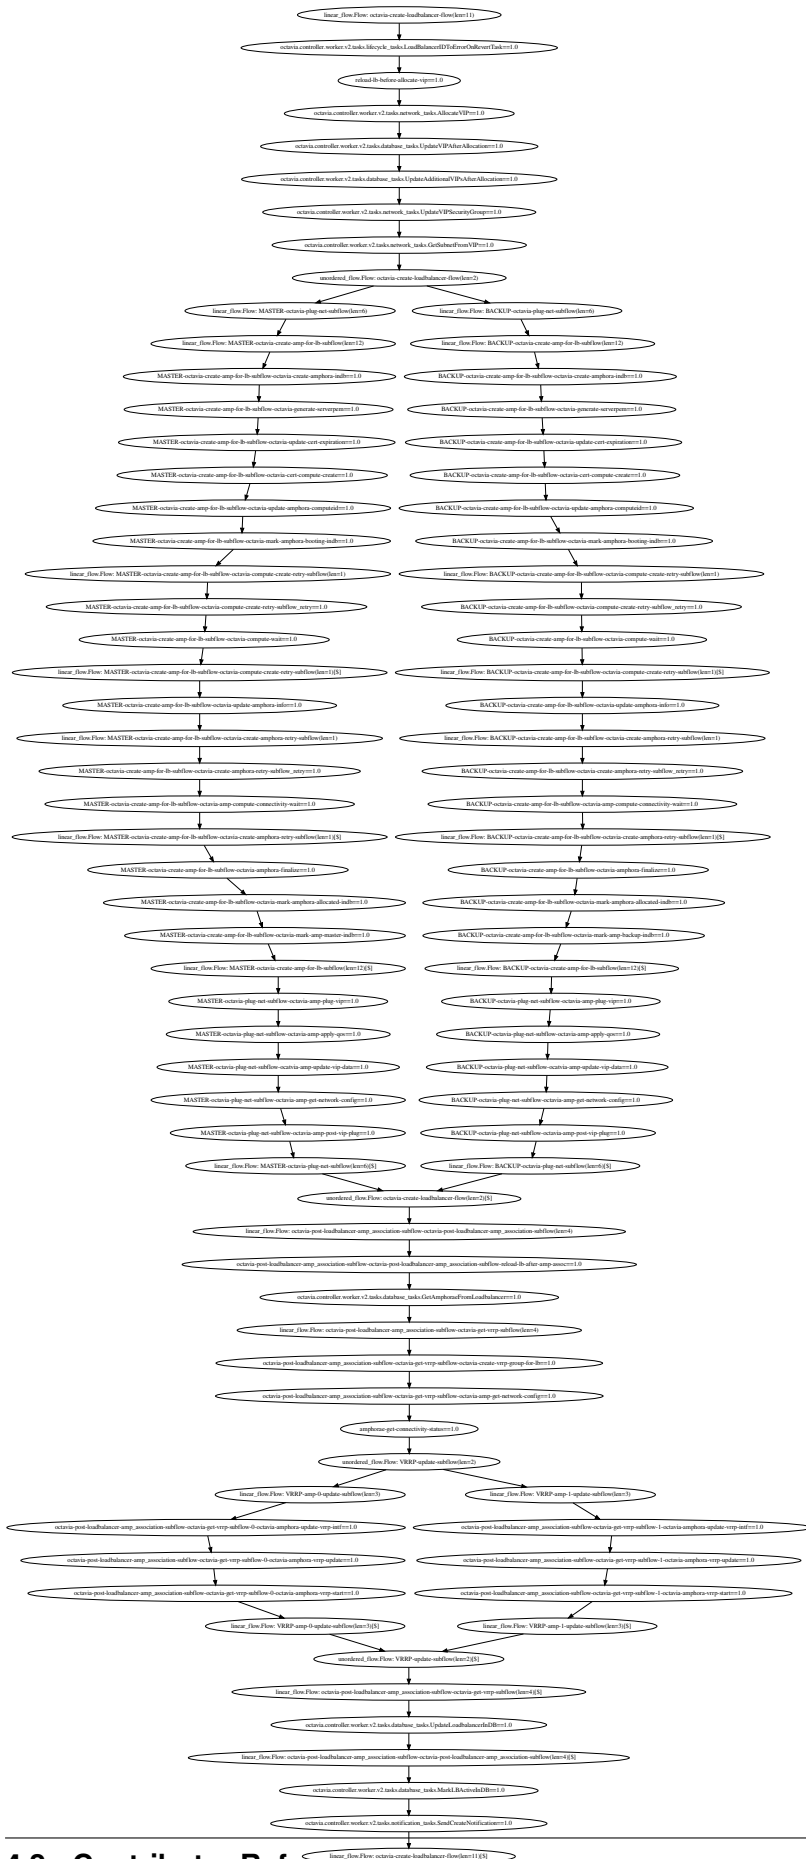 linear_flow.Flow: octavia-create-loadbalancer-flow(len=11)
octavia.controller.worker.v2.tasks.lifecycle_tasks.LoadBalancerIDToErrorOnRevertTask==1.0
reload-lb-before-allocate-vip==1.0
octavia.controller.worker.v2.tasks.network_tasks.AllocateVIP==1.0
octavia.controller.worker.v2.tasks.database_tasks.UpdateVIPAfterAllocation==1.0
octavia.controller.worker.v2.tasks.database_tasks.UpdateAdditionalVIPsAfterAllocation==1.0
octavia.controller.worker.v2.tasks.network_tasks.UpdateVIPSecurityGroup==1.0
octavia.controller.worker.v2.tasks.network_tasks.GetSubnetFromVIP==1.0
unordered_flow.Flow: octavia-create-loadbalancer-flow(len=2)
linear_flow.Flow: MASTER-octavia-plug-net-subflow(len=6)
linear_flow.Flow: BACKUP-octavia-plug-net-subflow(len=6)
linear_flow.Flow: MASTER-octavia-create-amp-for-lb-subflow(len=12)
linear_flow.Flow: BACKUP-octavia-create-amp-for-lb-subflow(len=12)
MASTER-octavia-create-amp-for-lb-subflow-octavia-create-amphora-indb==1.0
BACKUP-octavia-create-amp-for-lb-subflow-octavia-create-amphora-indb==1.0
MASTER-octavia-create-amp-for-lb-subflow-octavia-generate-serverpem==1.0
BACKUP-octavia-create-amp-for-lb-subflow-octavia-generate-serverpem==1.0
MASTER-octavia-create-amp-for-lb-subflow-octavia-update-cert-expiration==1.0
BACKUP-octavia-create-amp-for-lb-subflow-octavia-update-cert-expiration==1.0
MASTER-octavia-create-amp-for-lb-subflow-octavia-cert-compute-create==1.0
BACKUP-octavia-create-amp-for-lb-subflow-octavia-cert-compute-create==1.0
MASTER-octavia-create-amp-for-lb-subflow-octavia-update-amphora-computeid==1.0
BACKUP-octavia-create-amp-for-lb-subflow-octavia-update-amphora-computeid==1.0
MASTER-octavia-create-amp-for-lb-subflow-octavia-mark-amphora-booting-indb==1.0
BACKUP-octavia-create-amp-for-lb-subflow-octavia-mark-amphora-booting-indb==1.0
linear_flow.Flow: MASTER-octavia-create-amp-for-lb-subflow-octavia-compute-create-retry-subflow(len=1)
linear_flow.Flow: BACKUP-octavia-create-amp-for-lb-subflow-octavia-compute-create-retry-subflow(len=1)
MASTER-octavia-create-amp-for-lb-subflow-octavia-compute-create-retry-subflow_retry==1.0
BACKUP-octavia-create-amp-for-lb-subflow-octavia-compute-create-retry-subflow_retry==1.0
MASTER-octavia-create-amp-for-lb-subflow-octavia-compute-wait==1.0
BACKUP-octavia-create-amp-for-lb-subflow-octavia-compute-wait==1.0
linear_flow.Flow: MASTER-octavia-create-amp-for-lb-subflow-octavia-compute-create-retry-subflow(len=1)[$]
linear_flow.Flow: BACKUP-octavia-create-amp-for-lb-subflow-octavia-compute-create-retry-subflow(len=1)[$]
MASTER-octavia-create-amp-for-lb-subflow-octavia-update-amphora-info==1.0
BACKUP-octavia-create-amp-for-lb-subflow-octavia-update-amphora-info==1.0
linear_flow.Flow: MASTER-octavia-create-amp-for-lb-subflow-octavia-create-amphora-retry-subflow(len=1)
linear_flow.Flow: BACKUP-octavia-create-amp-for-lb-subflow-octavia-create-amphora-retry-subflow(len=1)
MASTER-octavia-create-amp-for-lb-subflow-octavia-create-amphora-retry-subflow_retry==1.0
BACKUP-octavia-create-amp-for-lb-subflow-octavia-create-amphora-retry-subflow_retry==1.0
MASTER-octavia-create-amp-for-lb-subflow-octavia-amp-compute-connectivity-wait==1.0
BACKUP-octavia-create-amp-for-lb-subflow-octavia-amp-compute-connectivity-wait==1.0
linear_flow.Flow: MASTER-octavia-create-amp-for-lb-subflow-octavia-create-amphora-retry-subflow(len=1)[$]
linear_flow.Flow: BACKUP-octavia-create-amp-for-lb-subflow-octavia-create-amphora-retry-subflow(len=1)[$]
MASTER-octavia-create-amp-for-lb-subflow-octavia-amphora-finalize==1.0
BACKUP-octavia-create-amp-for-lb-subflow-octavia-amphora-finalize==1.0
MASTER-octavia-create-amp-for-lb-subflow-octavia-mark-amphora-allocated-indb==1.0
BACKUP-octavia-create-amp-for-lb-subflow-octavia-mark-amphora-allocated-indb==1.0
MASTER-octavia-create-amp-for-lb-subflow-octavia-mark-amp-master-indb==1.0
BACKUP-octavia-create-amp-for-lb-subflow-octavia-mark-amp-backup-indb==1.0
linear_flow.Flow: MASTER-octavia-create-amp-for-lb-subflow(len=12)[$]
linear_flow.Flow: BACKUP-octavia-create-amp-for-lb-subflow(len=12)[$]
MASTER-octavia-plug-net-subflow-octavia-amp-plug-vip==1.0
BACKUP-octavia-plug-net-subflow-octavia-amp-plug-vip==1.0
MASTER-octavia-plug-net-subflow-octavia-amp-apply-qos==1.0
BACKUP-octavia-plug-net-subflow-octavia-amp-apply-qos==1.0
MASTER-octavia-plug-net-subflow-ocatvia-amp-update-vip-data==1.0
BACKUP-octavia-plug-net-subflow-ocatvia-amp-update-vip-data==1.0
MASTER-octavia-plug-net-subflow-octavia-amp-get-network-config==1.0
BACKUP-octavia-plug-net-subflow-octavia-amp-get-network-config==1.0
MASTER-octavia-plug-net-subflow-octavia-amp-post-vip-plug==1.0
BACKUP-octavia-plug-net-subflow-octavia-amp-post-vip-plug==1.0
linear_flow.Flow: MASTER-octavia-plug-net-subflow(len=6)[$]
linear_flow.Flow: BACKUP-octavia-plug-net-subflow(len=6)[$]
unordered_flow.Flow: octavia-create-loadbalancer-flow(len=2)[$]
linear_flow.Flow: octavia-post-loadbalancer-amp_association-subflow-octavia-post-loadbalancer-amp_association-subflow(len=4)
octavia-post-loadbalancer-amp_association-subflow-octavia-post-loadbalancer-amp_association-subflow-reload-lb-after-amp-assoc==1.0
octavia.controller.worker.v2.tasks.database_tasks.GetAmphoraeFromLoadbalancer==1.0
linear_flow.Flow: octavia-post-loadbalancer-amp_association-subflow-octavia-get-vrrp-subflow(len=4)
octavia-post-loadbalancer-amp_association-subflow-octavia-get-vrrp-subflow-octavia-create-vrrp-group-for-lb==1.0
octavia-post-loadbalancer-amp_association-subflow-octavia-get-vrrp-subflow-octavia-amp-get-network-config==1.0
amphorae-get-connectivity-status==1.0
unordered_flow.Flow: VRRP-update-subflow(len=2)
linear_flow.Flow: VRRP-amp-0-update-subflow(len=3)
linear_flow.Flow: VRRP-amp-1-update-subflow(len=3)
octavia-post-loadbalancer-amp_association-subflow-octavia-get-vrrp-subflow-0-octavia-amphora-update-vrrp-intf==1.0
octavia-post-loadbalancer-amp_association-subflow-octavia-get-vrrp-subflow-1-octavia-amphora-update-vrrp-intf==1.0
octavia-post-loadbalancer-amp_association-subflow-octavia-get-vrrp-subflow-0-octavia-amphora-vrrp-update==1.0
octavia-post-loadbalancer-amp_association-subflow-octavia-get-vrrp-subflow-1-octavia-amphora-vrrp-update==1.0
octavia-post-loadbalancer-amp_association-subflow-octavia-get-vrrp-subflow-0-octavia-amphora-vrrp-start==1.0
octavia-post-loadbalancer-amp_association-subflow-octavia-get-vrrp-subflow-1-octavia-amphora-vrrp-start==1.0
linear_flow.Flow: VRRP-amp-0-update-subflow(len=3)[$]
linear_flow.Flow: VRRP-amp-1-update-subflow(len=3)[$]
unordered_flow.Flow: VRRP-update-subflow(len=2)[$]
linear_flow.Flow: octavia-post-loadbalancer-amp_association-subflow-octavia-get-vrrp-subflow(len=4)[$]
octavia.controller.worker.v2.tasks.database_tasks.UpdateLoadbalancerInDB==1.0
linear_flow.Flow: octavia-post-loadbalancer-amp_association-subflow-octavia-post-loadbalancer-amp_association-subflow(len=4)[$]
octavia.controller.worker.v2.tasks.database_tasks.MarkLBActiveInDB==1.0
octavia.controller.worker.v2.tasks.notification_tasks.SendCreateNotification==1.0
linear_flow.Flow: octavia-create-loadbalancer-flow(len=11)[$]